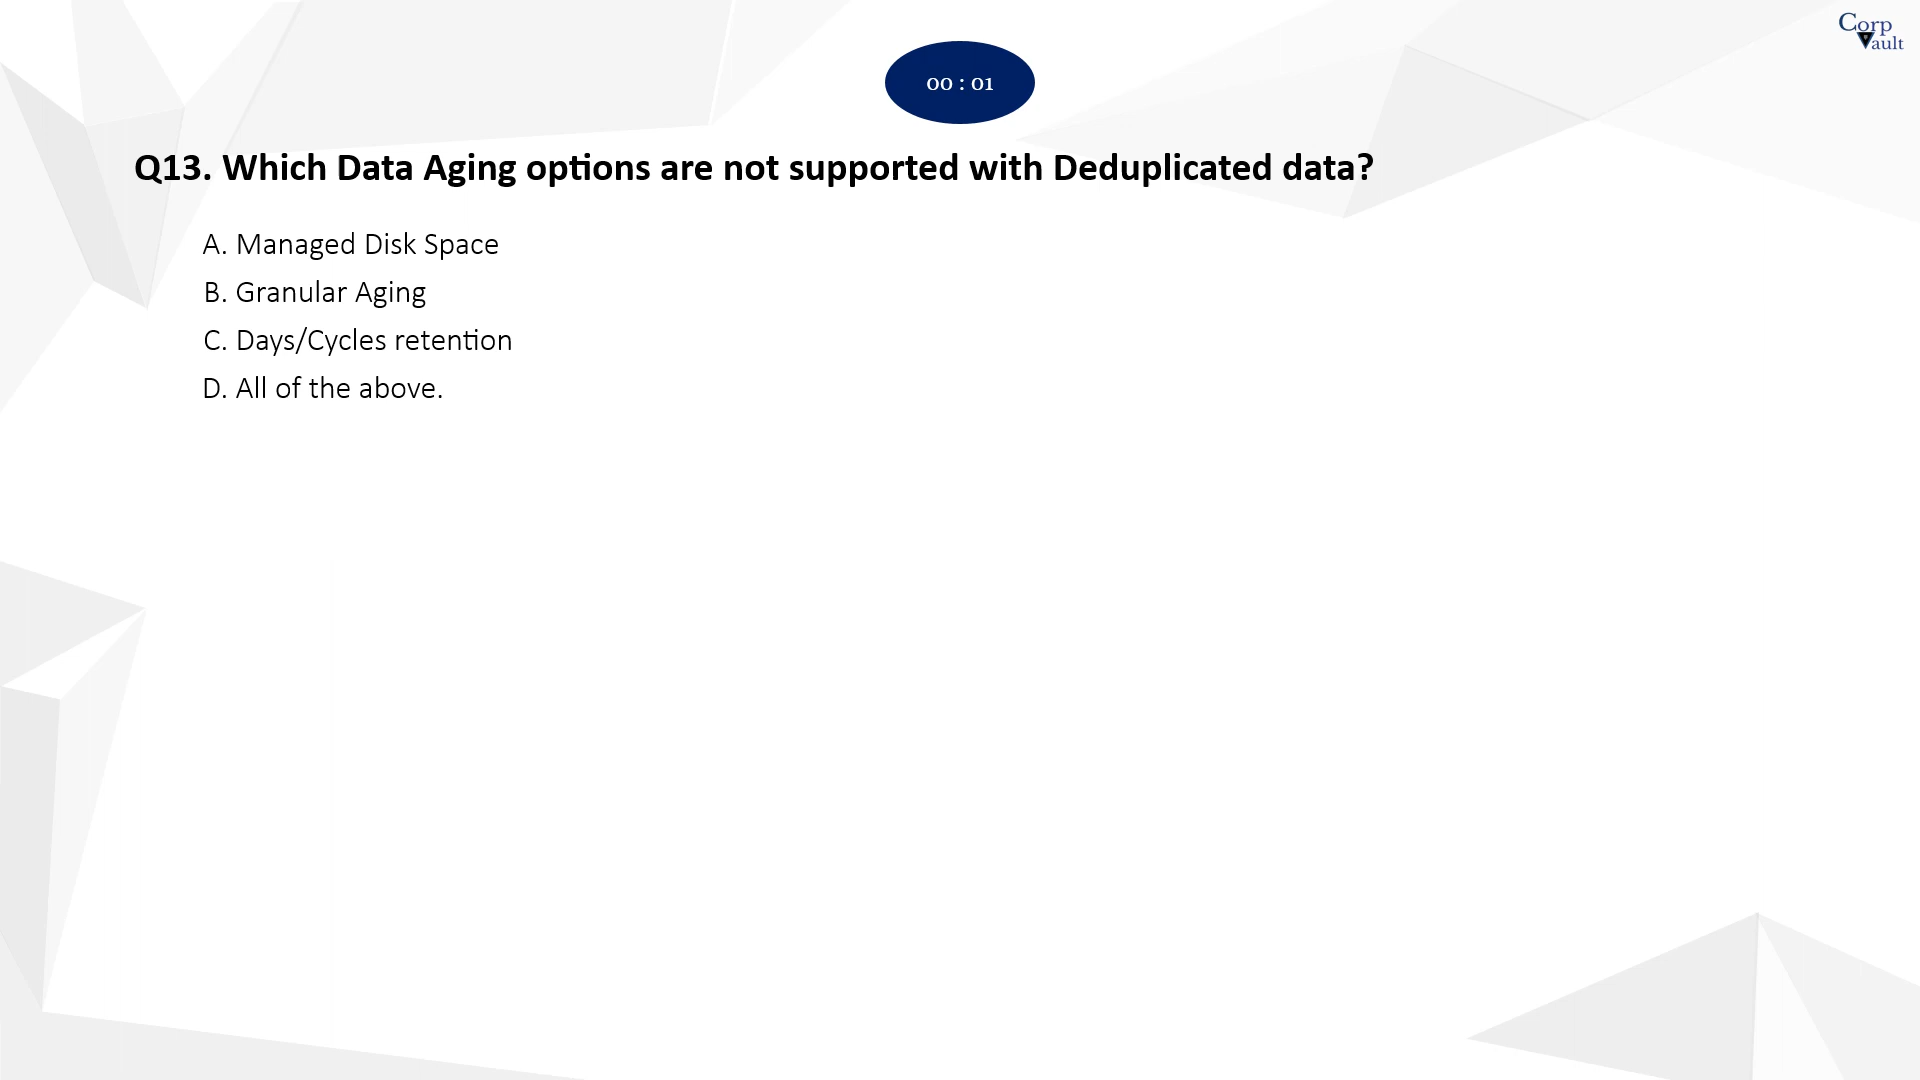 Corp
Vault
00 : 01
Q13. Which Data Aging options are not supported with Deduplicated data?
A. Managed Disk Space
B. Granular Aging
C. Days/Cycles retention
D. All of the above.